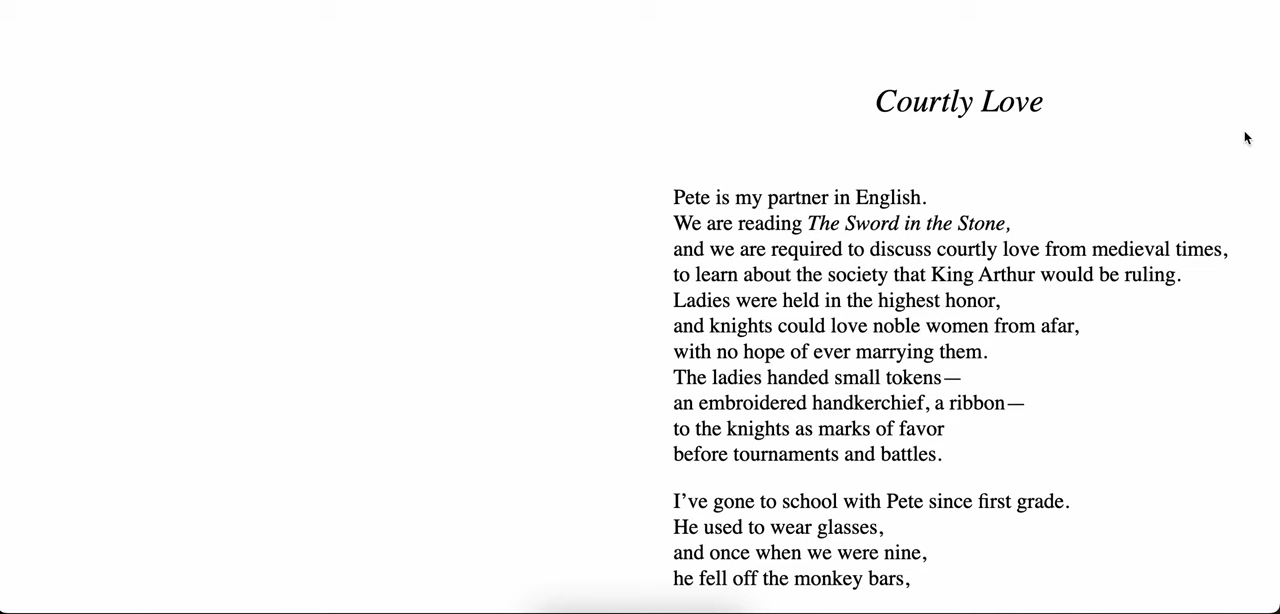 Courtly Love
Pete is my partner in English.
We are reading The Sword in the Stone,
and we are required to discuss courtly love from medieval times,
to learn about the society that King Arthur would be ruling.
Ladies were held in the highest honor,
and knights could love noble women from afar,
with no hope of ever marrying them.
The ladies handed small tokens—
an embroidered handkerchief, a ribbon—
to the knights as marks of favor
before tournaments and battles.
I’ve gone to school with Pete since first grade.
He used to wear glasses,
and once when we were nine,
he fell off the monkey bars,